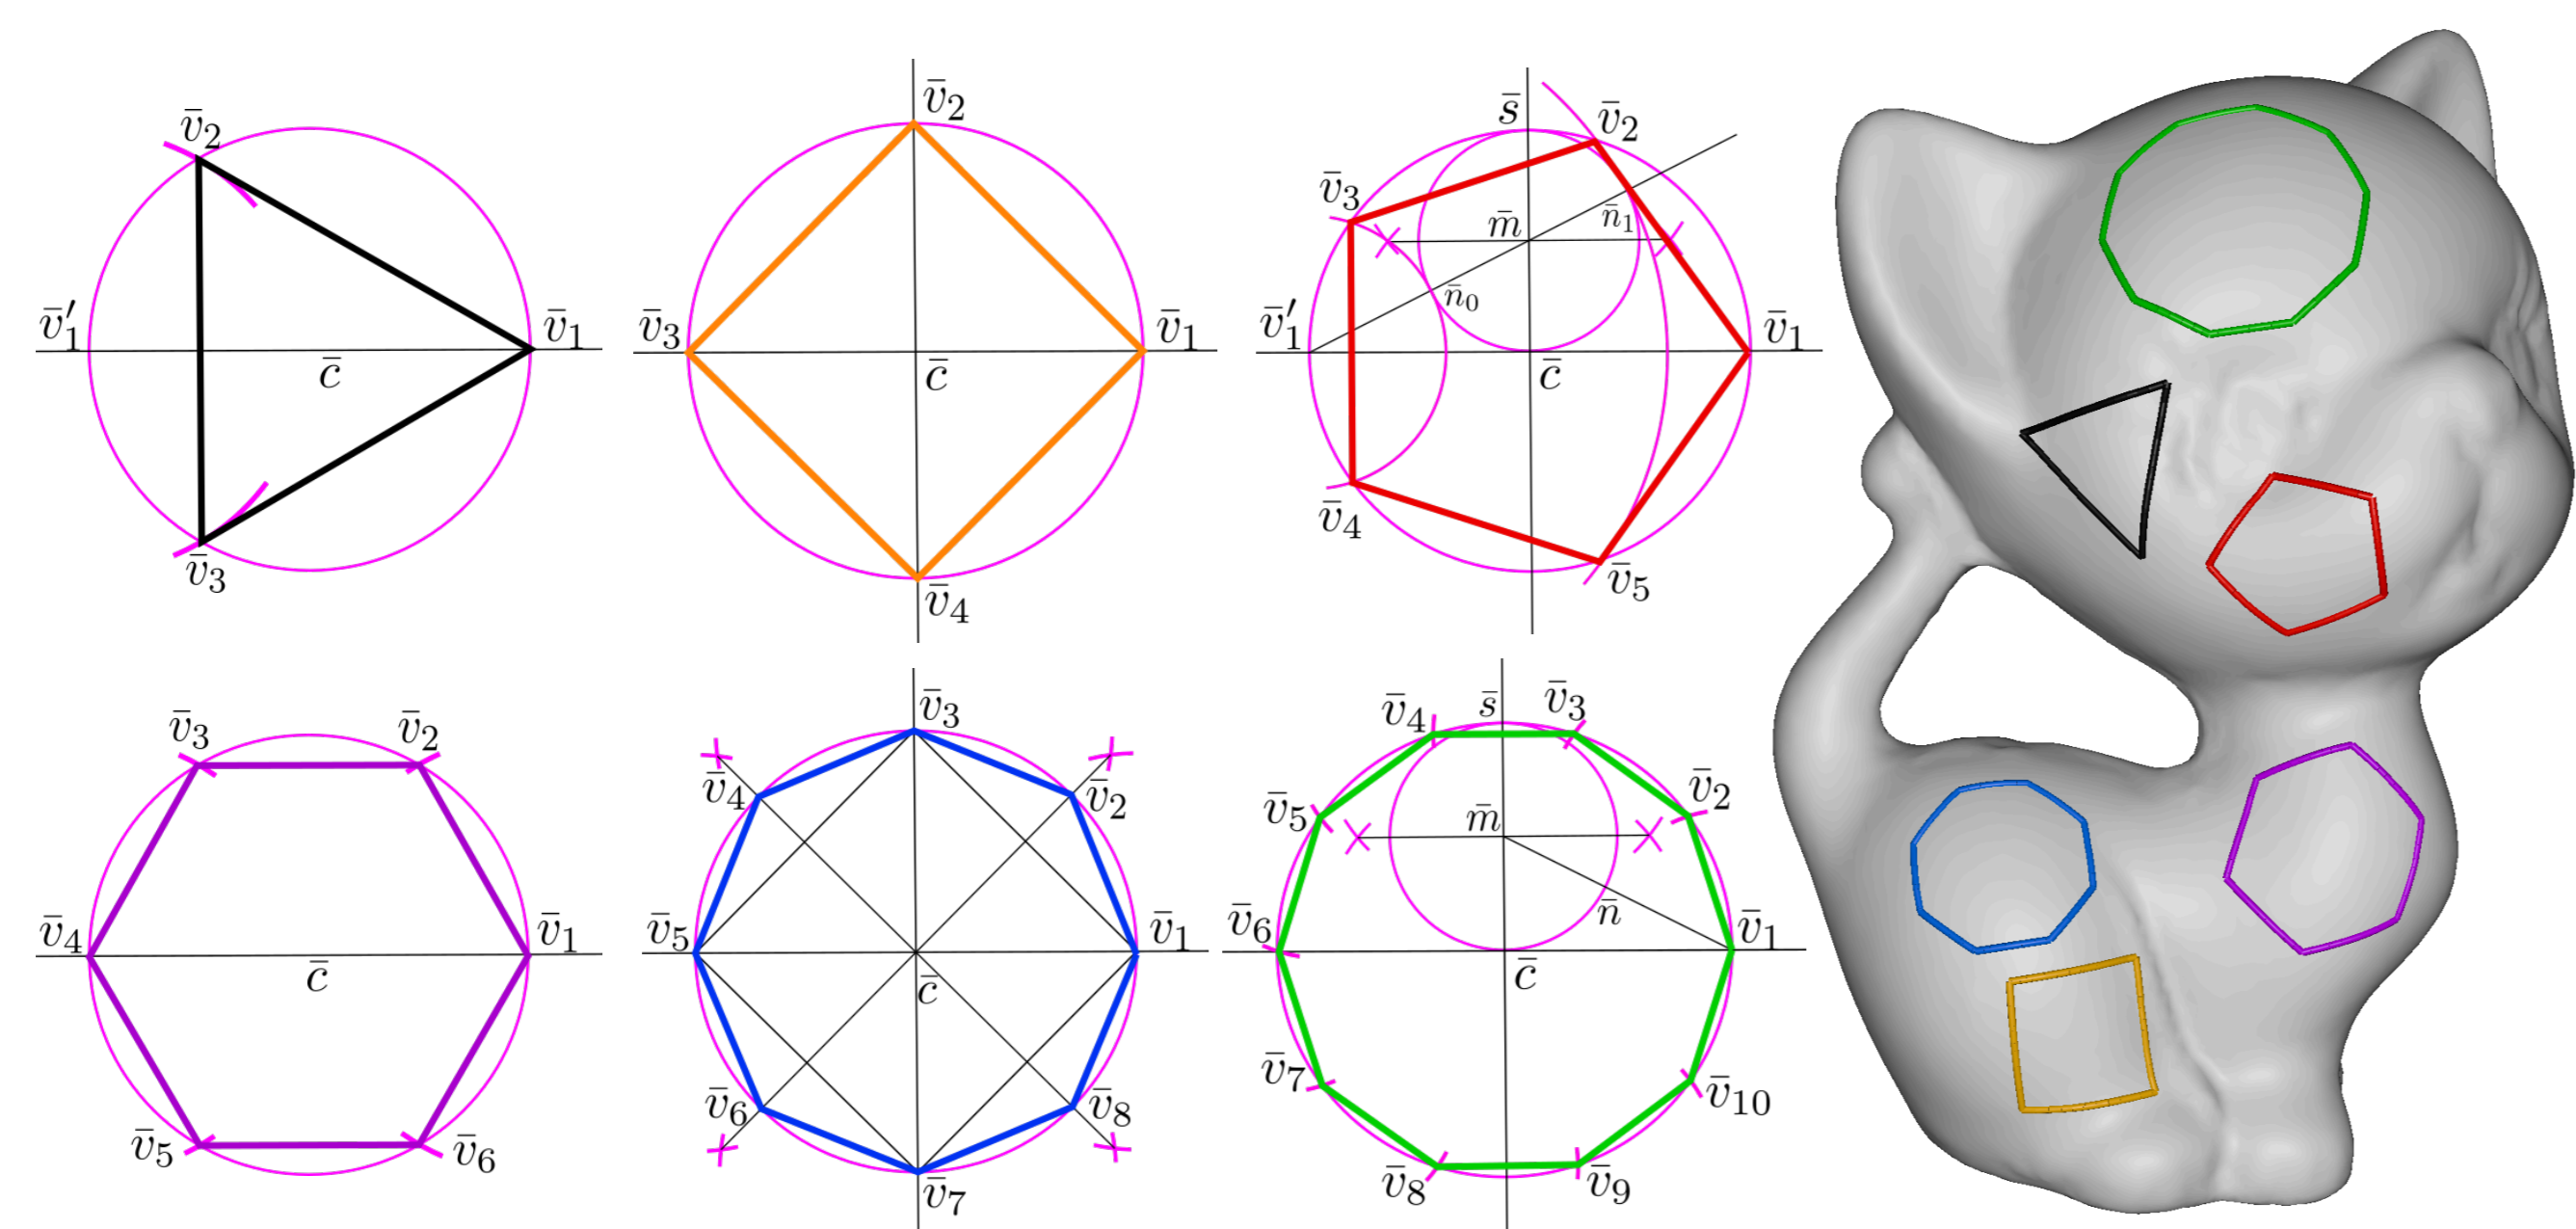 v̄₂
v̄′₁ c̄ v̄₁
v̄₃
v̄₂
v̄₃ c̄ v̄₁
v̄₄
s̄ v̄₂
v̄₃ m̄ n̄₁
n̄₀
v̄′₁ c̄ v̄₁
v̄₄
v̄₅
v̄₃ v̄₂
v̄₄ c̄ v̄₁
v̄₅ v̄₆
v̄₃
v̄₄ v̄₂
v̄₅ c̄ v̄₁
v̄₆ v̄₈
v̄₇
v̄₄ s̄ v̄₃
v̄₅ m̄ v̄₂
v̄₆ n̄ v̄₁
c̄
v̄₇ v̄₁₀
v̄₈ v̄₉